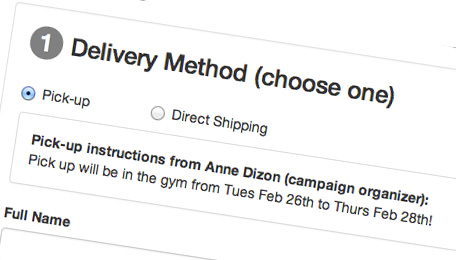 1 Delivery Method (choose one)
Pick-up Direct Shipping
Pick-up instructions from Anne Dizon (campaign organizer):
Pick up will be in the gym from Tues Feb 26th to Thurs Feb 28th!
Full Name